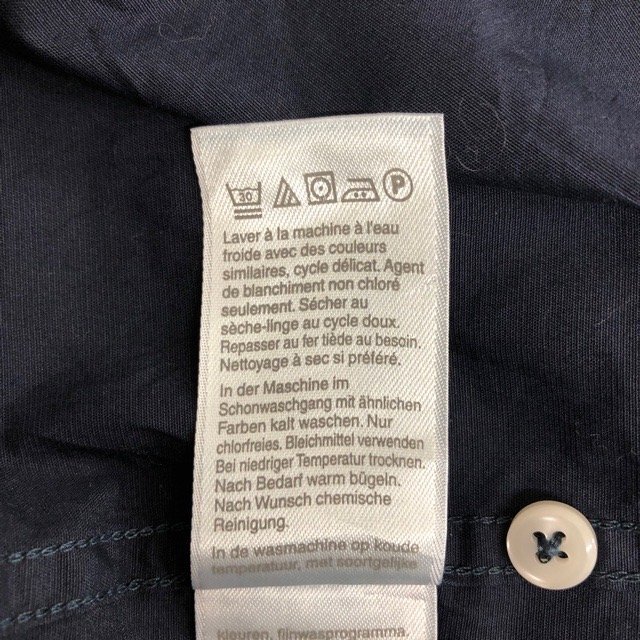 30 P
Laver à la machine à l'eau
froide avec des couleurs
similaires, cycle délicat. Agent
de blanchiment non chloré
seulement. Sécher au
sèche-linge au cycle doux.
Repasser au fer tiède au besoin.
Nettoyage à sec si préféré.
In der Maschine im
Schonwaschgang mit ähnlichen
Farben kalt waschen. Nur
chlorfreies. Bleichmittel verwenden
Bei niedriger Temperatur trocknen.
Nach Bedarf warm bügeln.
Nach Wunsch chemische
Reinigung.
In de wasmachine op koude
temperatuur, met soortgelijke
kleuren, fijnwasprogramma.